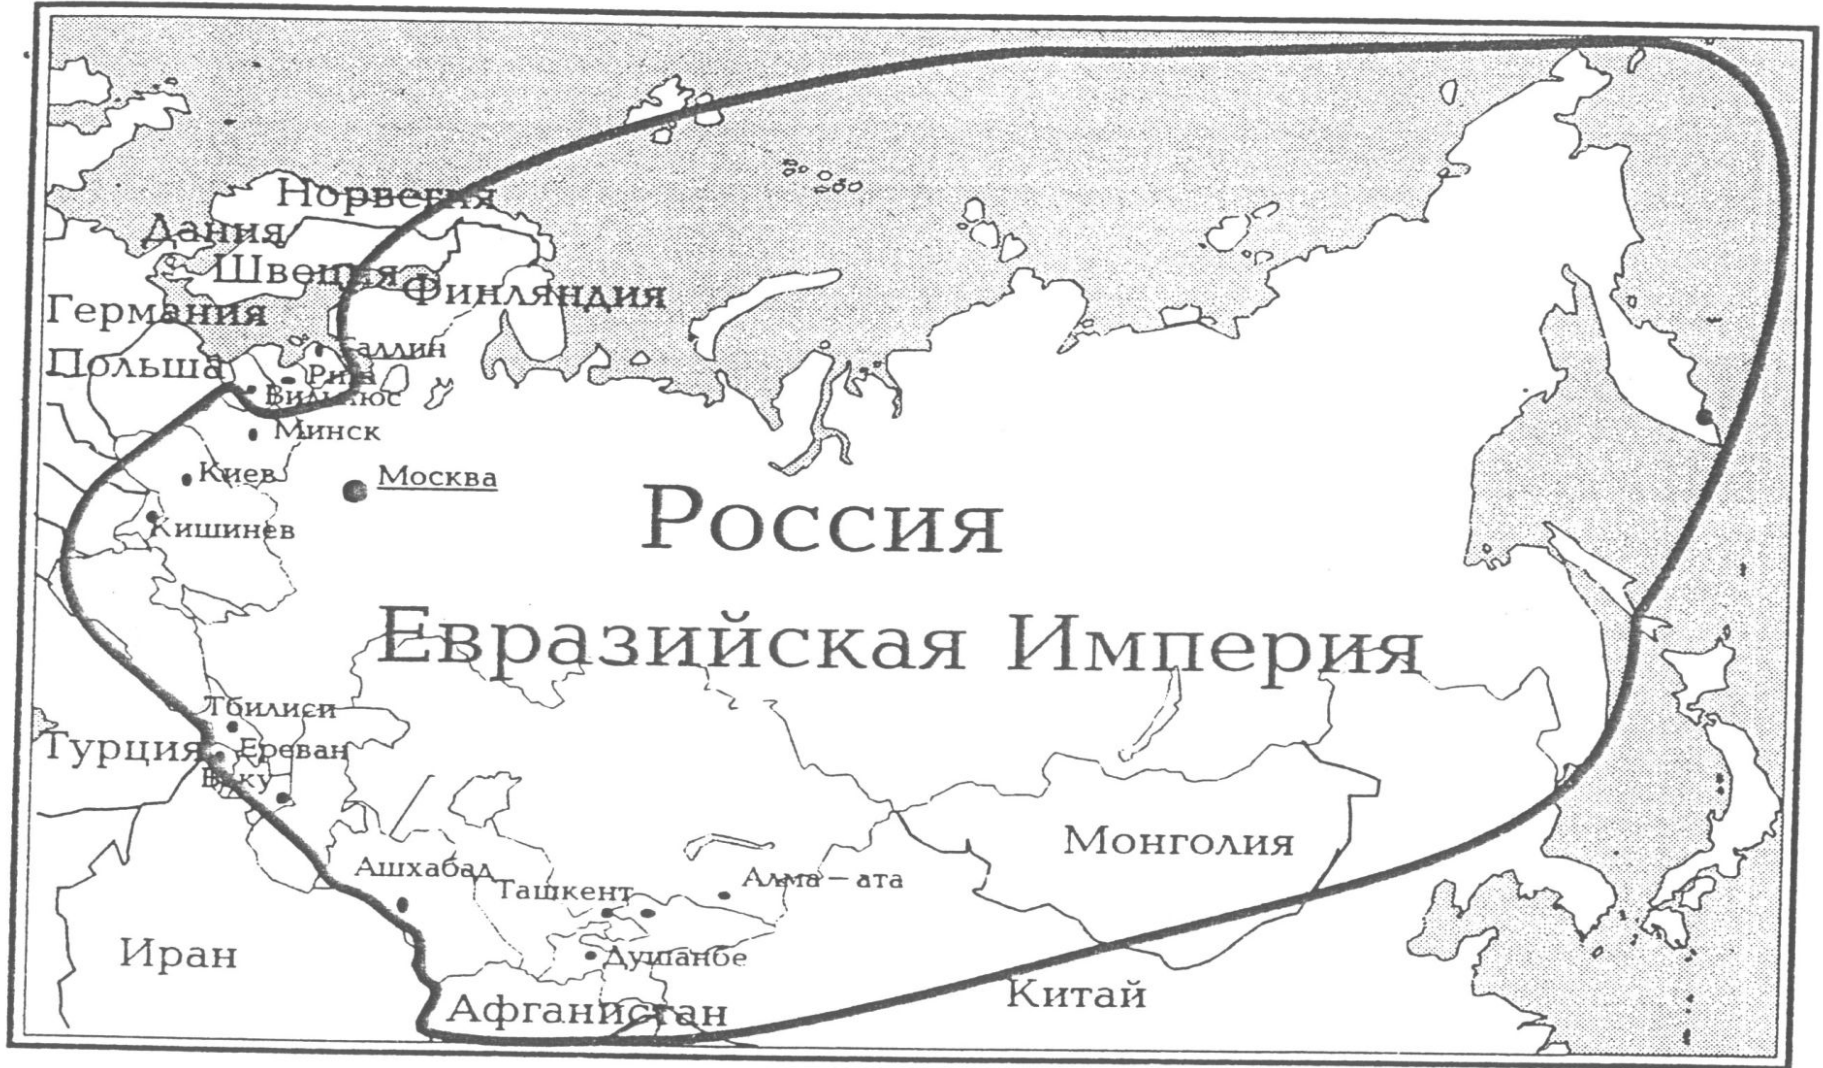 Норвегия
Дания
Швеция
Финляндия
Германия
Таллин
Польша
Рига
Вильнюс
Минск
Киев
Москва
Кишинев
Россия
Евразийская Империя
Тбилиси
Турция
Ереван
Баку
Монголия
Ашхабад
Ташкент
Алма-ата
Иран
Душанбе
Китай
Афганистан